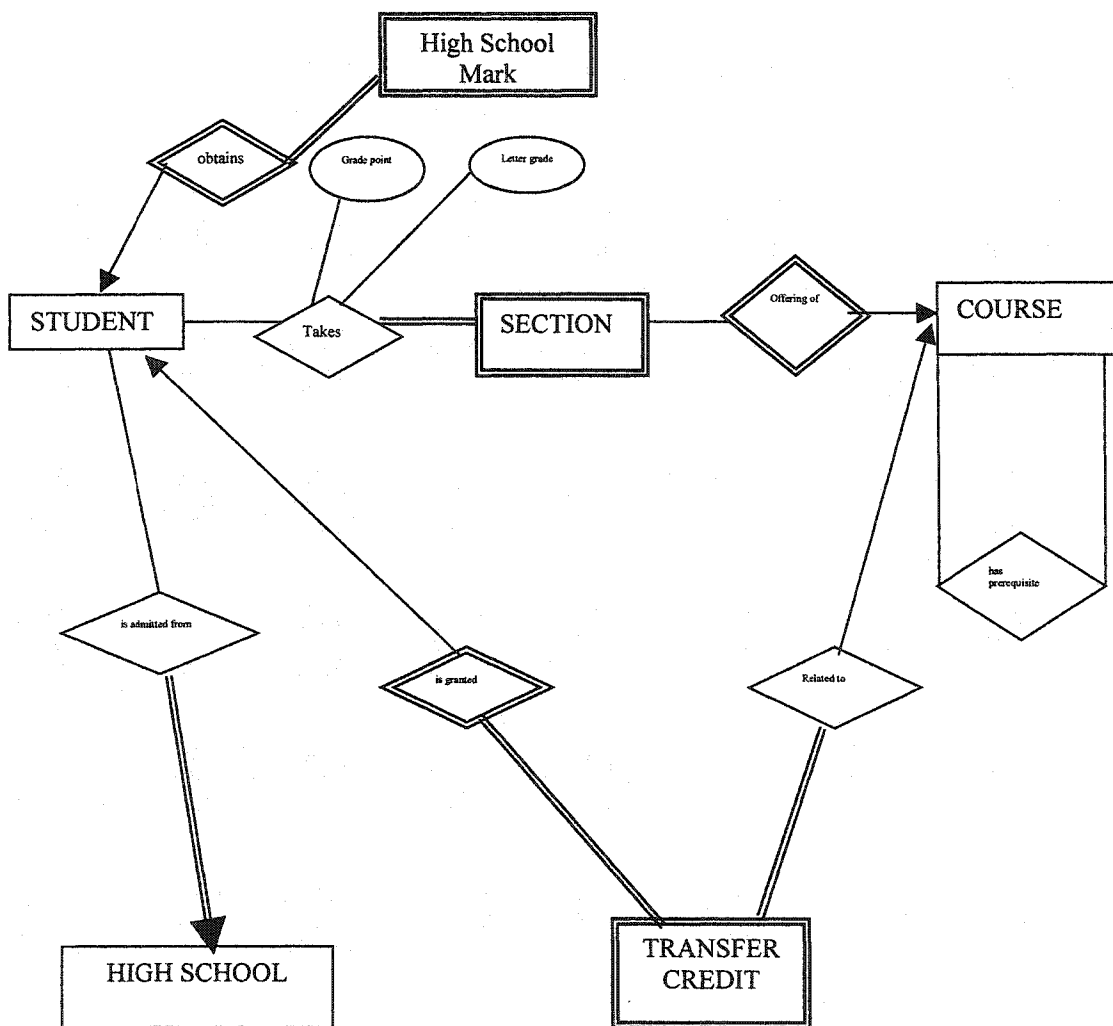 High School
Mark
obtains
Grade point
Letter grade
STUDENT
Takes
SECTION
Offering of
COURSE
has
prerequisite
is admitted from
is granted
Related to
HIGH SCHOOL
TRANSFER
CREDIT